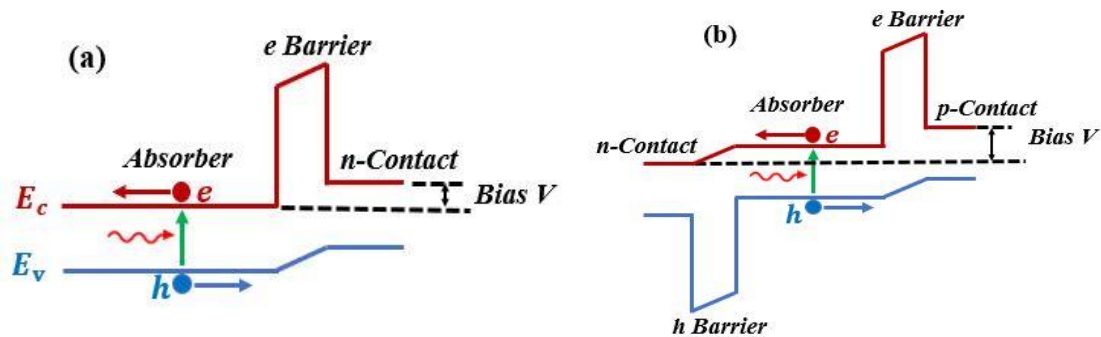 (a)
e Barrier
Absorber
n-Contact
e
E_c
Bias V
E_v
h
(b)
e Barrier
Absorber
p-Contact
e
n-Contact
Bias V
h
h Barrier